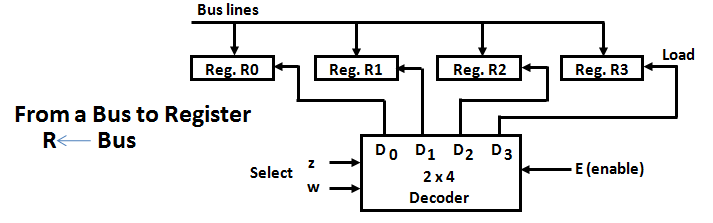 Bus lines
Load
Reg. R0 Reg. R1 Reg. R2 Reg. R3
From a Bus to Register
R Bus
D0 D1 D2 D3
Select z
w
2 x 4
Decoder
E (enable)